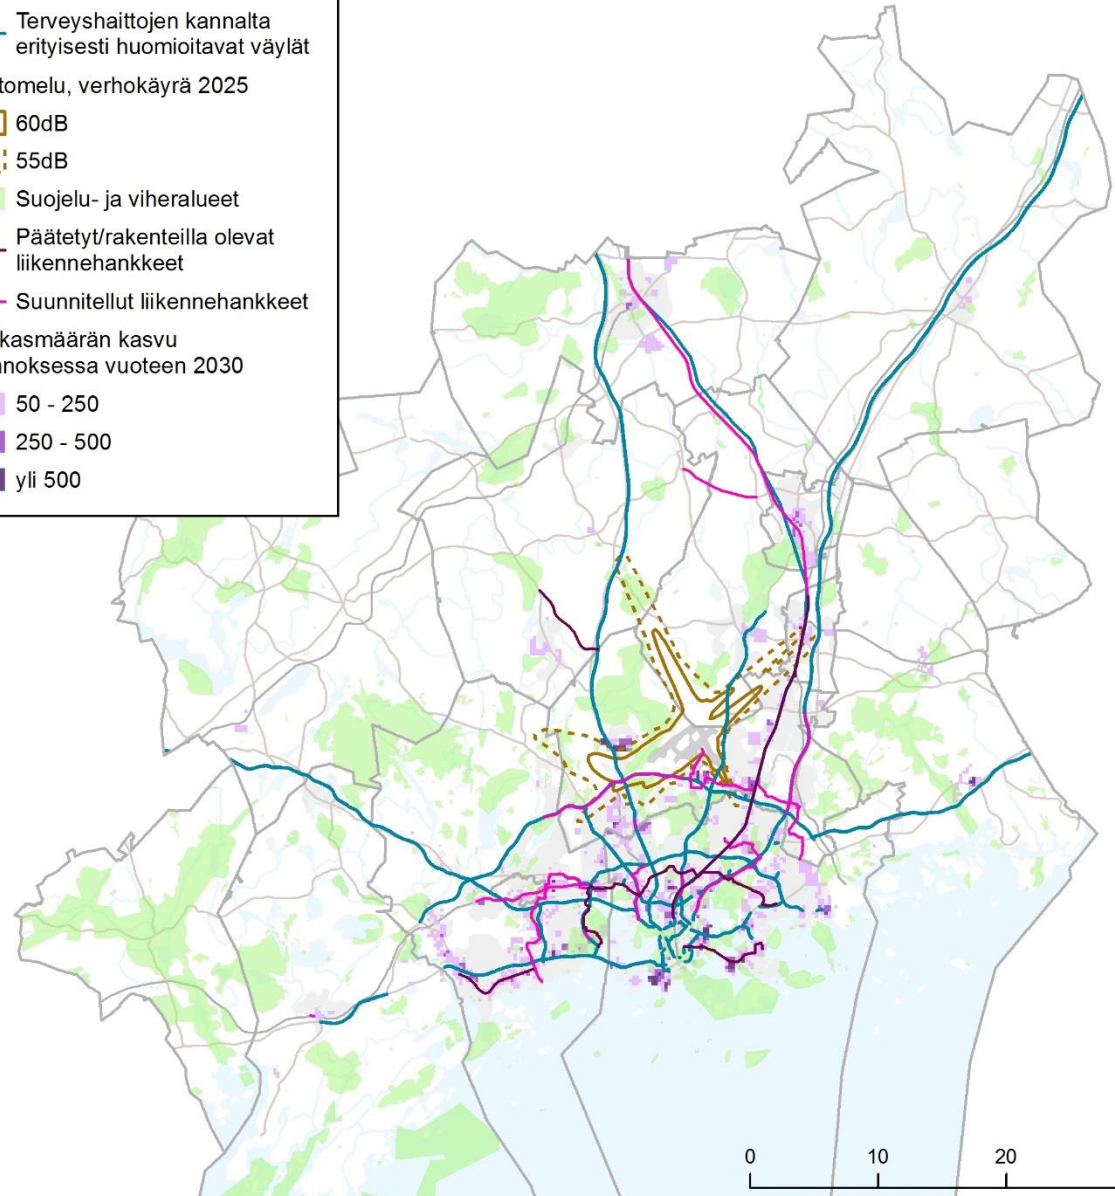 Terveyshaittojen kannalta
erityisesti huomioitavat väylät
tomelu, verhokäyrä 2025
60dB
55dB
Suojelu- ja viheralueet
Päätetyt/rakenteilla olevat
liikennehankkeet
Suunnitellut liikennehankkeet
kasmäärän kasvu
noksessa vuoteen 2030
50 - 250
250 - 500
yli 500
0 10 20